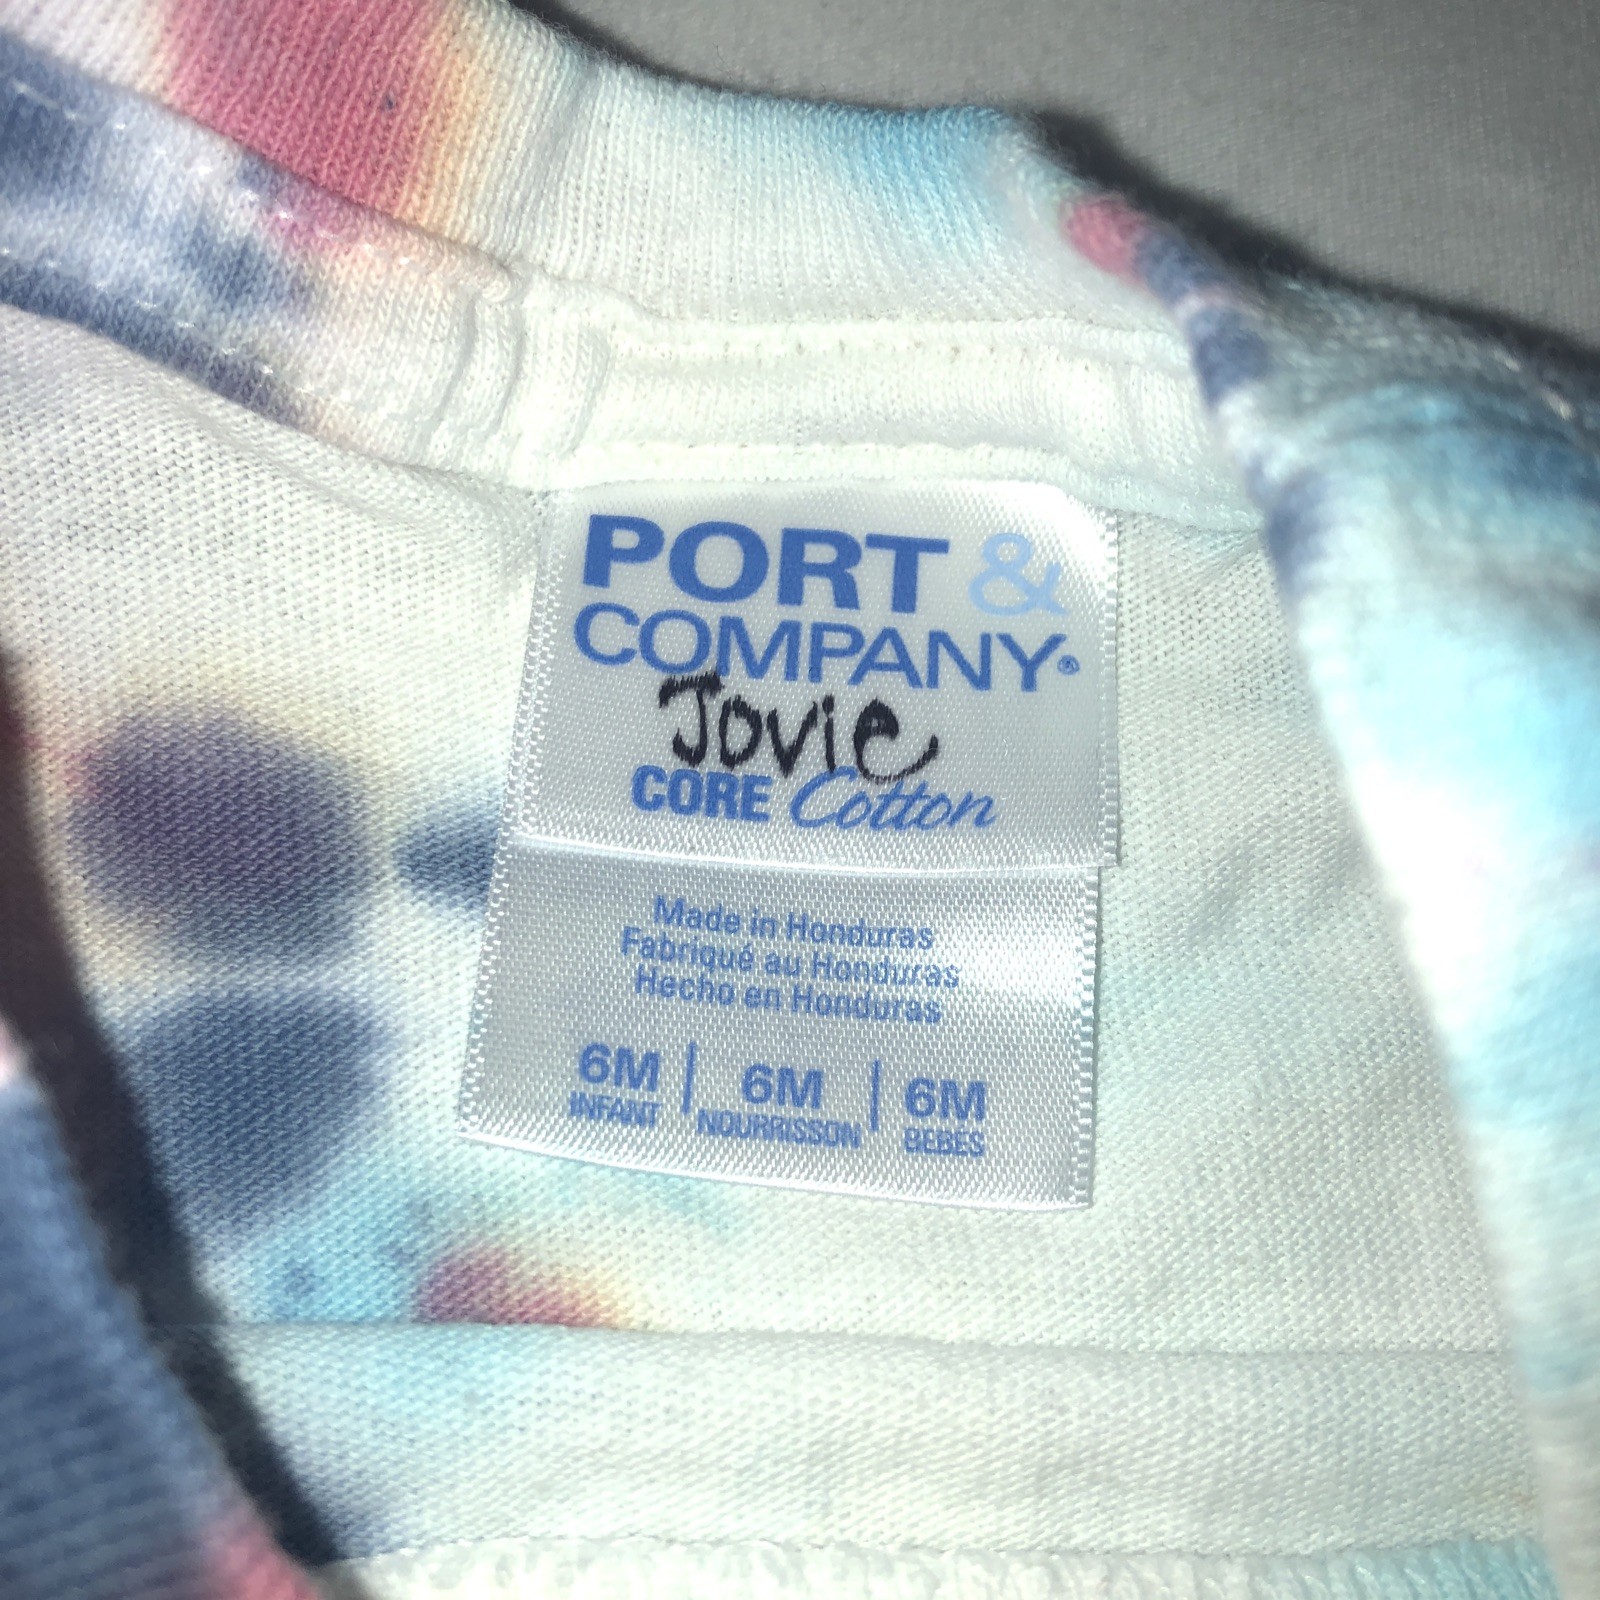 PORT &
COMPANY®
Jovie
CORE Cotton
Made in Honduras
Fabriqué au Honduras
Hecho en Honduras
6M | 6M | 6M
INFANT NOURRISSON BEBES